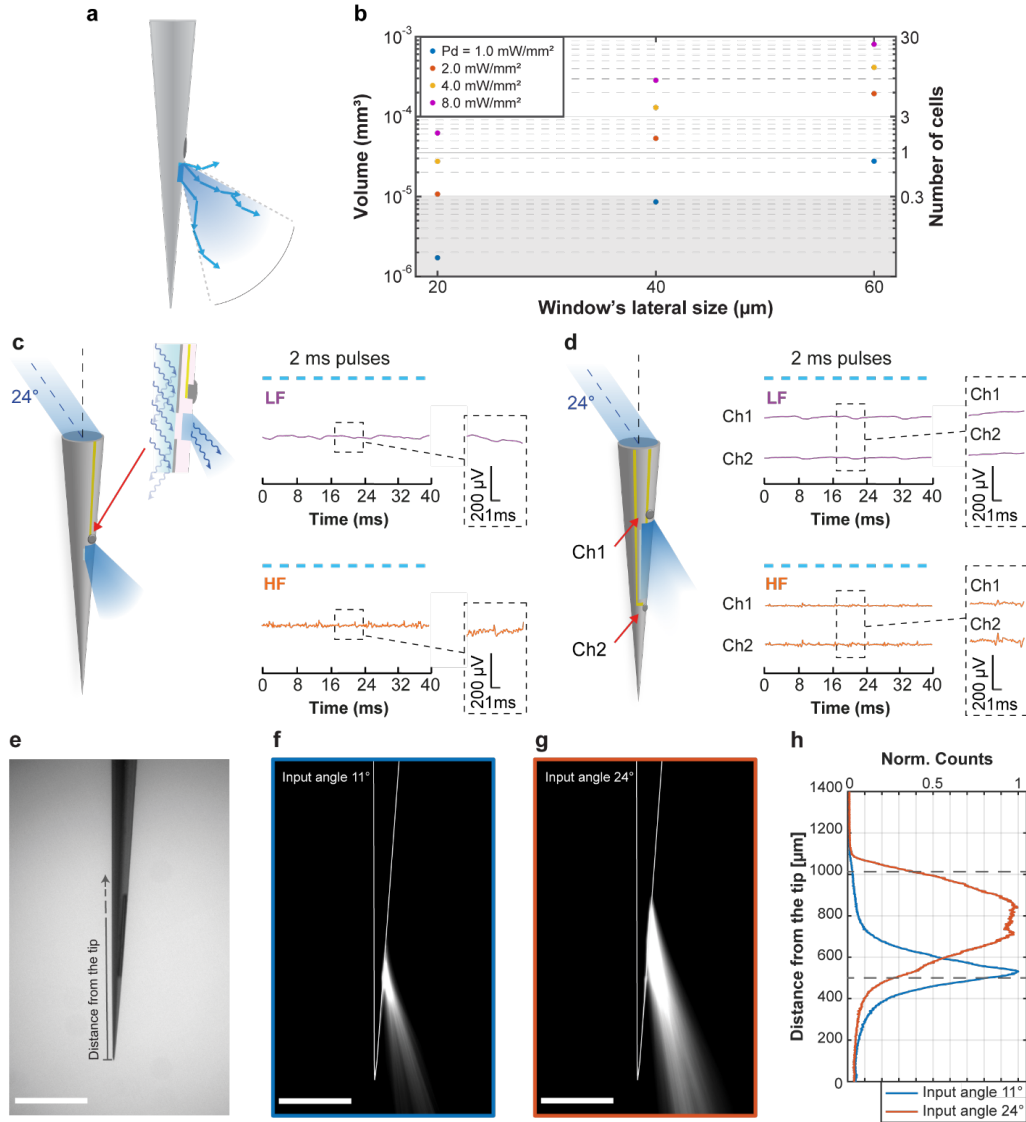 a
b
10⁻³
10⁻⁴
10⁻⁵
10⁻⁶
Volume (mm³)
Pd = 1.0 mW/mm²
2.0 mW/mm²
4.0 mW/mm²
8.0 mW/mm²
30
3
1
0.3
Number of cells
20
40
60
Window's lateral size (µm)
c
24°
2 ms pulses
LF
0
8
16
24
32
40
Time (ms)
200 µV
21ms
HF
0
8
16
24
32
40
Time (ms)
200 µV
21ms
d
24°
Ch1
Ch2
2 ms pulses
LF
Ch1
Ch2
0
8
16
24
32
40
Time (ms)
Ch1
Ch2
200 µV
21ms
HF
Ch1
Ch2
0
8
16
24
32
40
Time (ms)
Ch1
Ch2
200 µV
21ms
e
Distance from the tip
f
Input angle 11°
g
Input angle 24°
h
Norm. Counts
0
0.5
1
1400
1200
1000
800
600
400
200
0
Distance from the tip [µm]
Input angle 11°
Input angle 24°